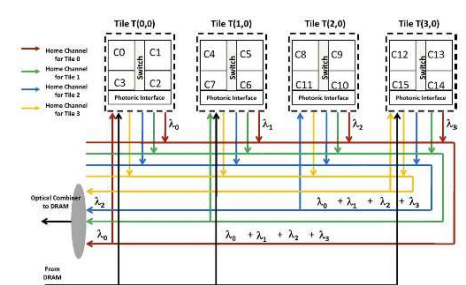 Tile T(0,0) Tile T(1,0) Tile T(2,0) Tile T(3,0)
Home Channel
for Tile 0
Home Channel
for Tile 1
Home Channel
for Tile 2
Home Channel
for Tile 3
C0 Switch C1
C3 C2
Photonic Interface
C4 Switch C5
C7 C6
Photonic Interface
C8 Switch C9
C11 C10
Photonic Interface
C12 Switch C13
C15 C14
Photonic Interface
λ0 λ1 λ2 λ3
Optical Combiner
to DRAM
λ2
λ0 + λ1 + λ2 + λ3
λ0
λ0 + λ1 + λ2 + λ3
From
DRAM